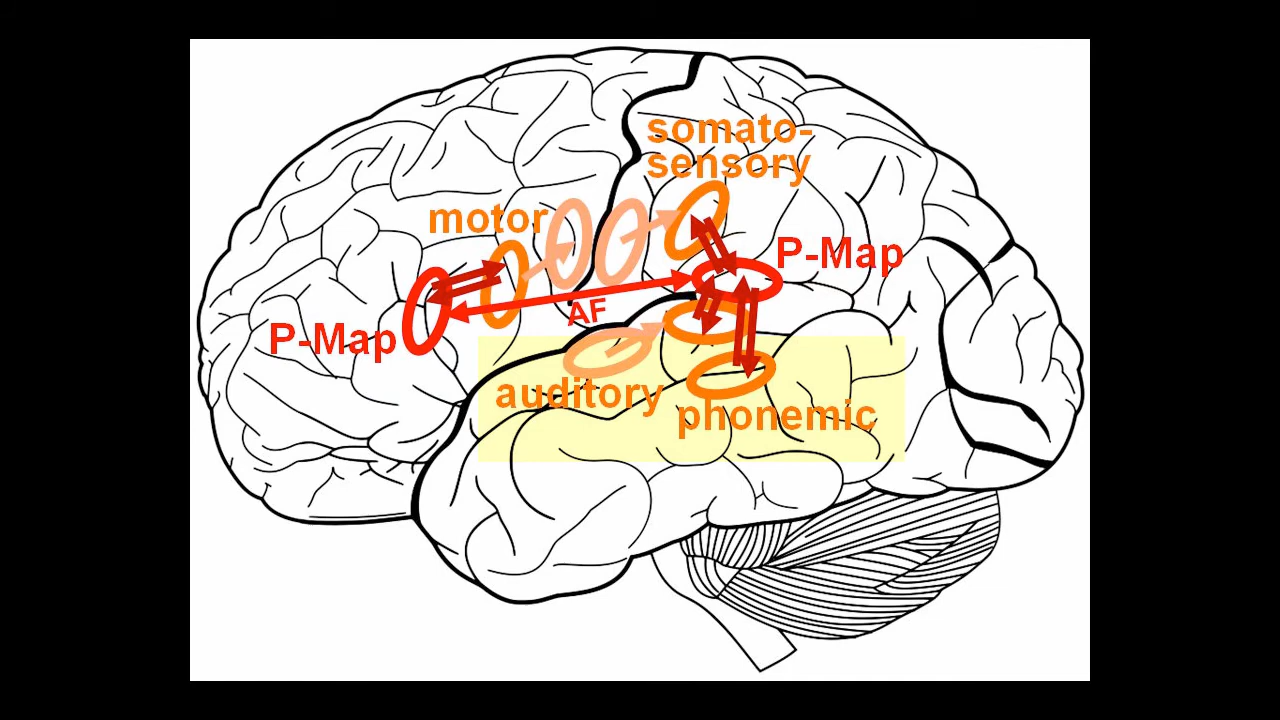 somato-
sensory
motor
P-Map
AF
P-Map
auditory
phonemic